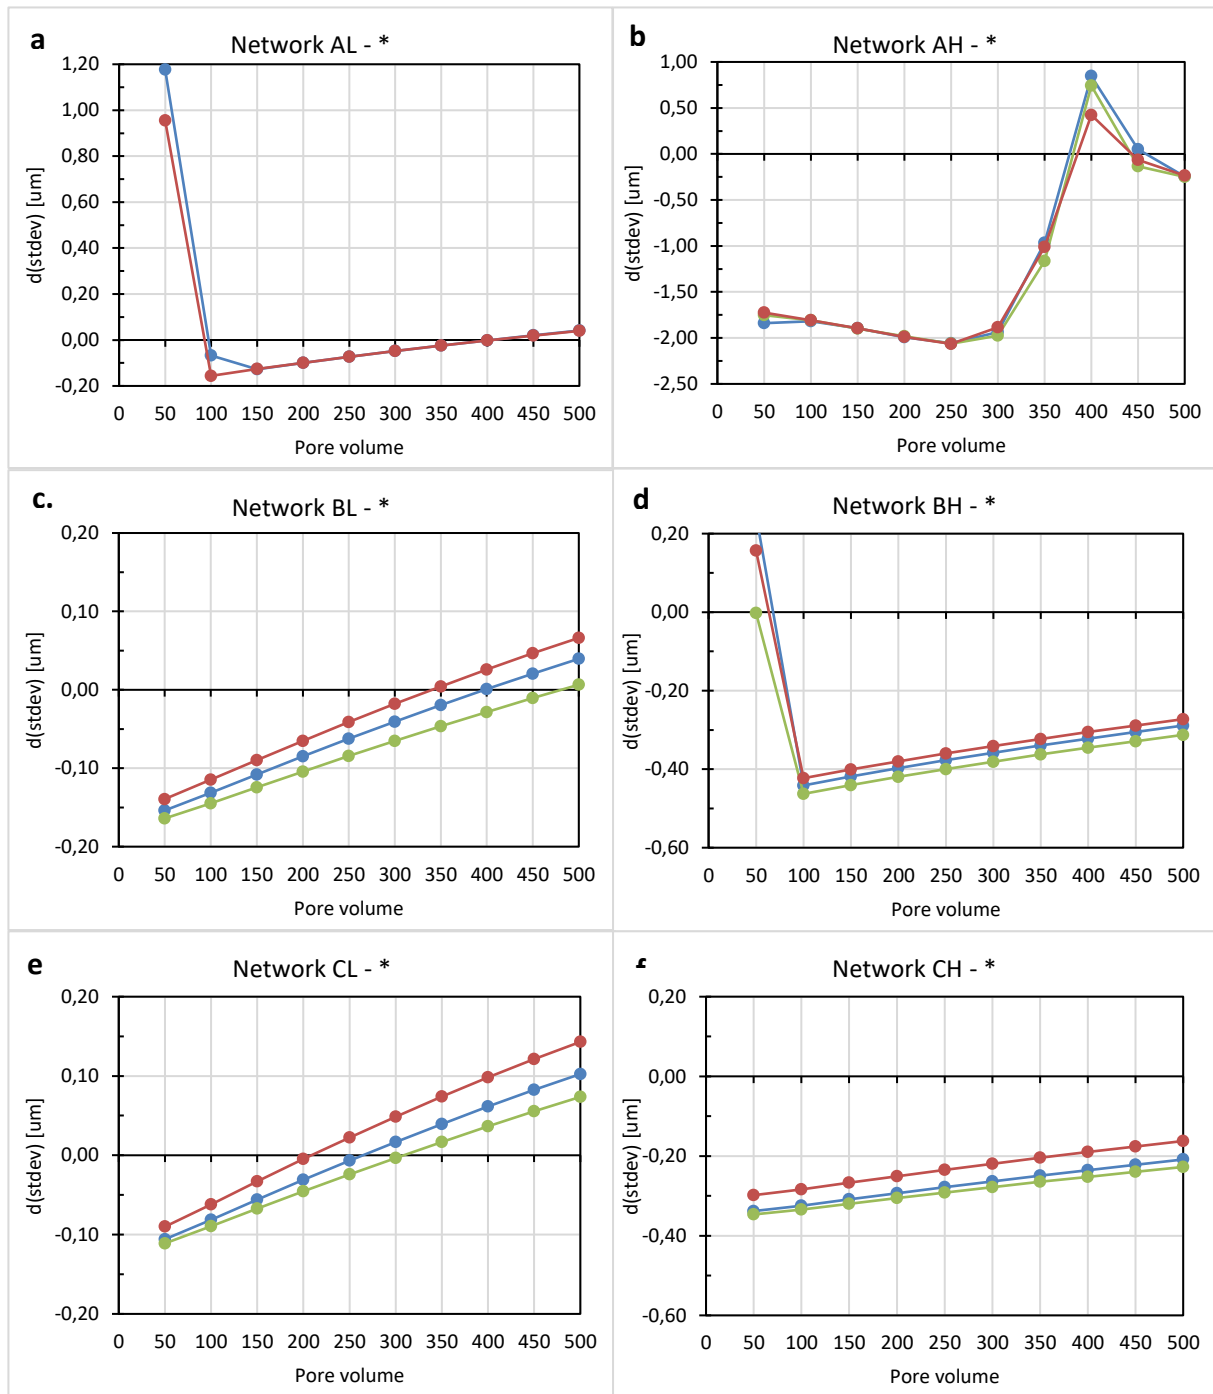 a
Network AL - *
1,20
1,00
0,80
0,60
0,40
0,20
0,00
-0,20
d(stdev) [um]
0 50 100 150 200 250 300 350 400 450 500
Pore volume
b
Network AH - *
1,00
0,50
0,00
-0,50
-1,00
-1,50
-2,00
-2,50
d(stdev) [um]
0 50 100 150 200 250 300 350 400 450 500
Pore volume
c.
Network BL - *
0,20
0,10
0,00
-0,10
-0,20
d(stdev) [um]
0 50 100 150 200 250 300 350 400 450 500
Pore volume
d
Network BH - *
0,20
0,00
-0,20
-0,40
-0,60
d(stdev) [um]
0 50 100 150 200 250 300 350 400 450 500
Pore volume
e
Network CL - *
0,20
0,10
0,00
-0,10
-0,20
d(stdev) [um]
0 50 100 150 200 250 300 350 400 450 500
Pore volume
Network CH - *
0,20
0,00
-0,20
-0,40
-0,60
d(stdev) [um]
0 50 100 150 200 250 300 350 400 450 500
Pore volume